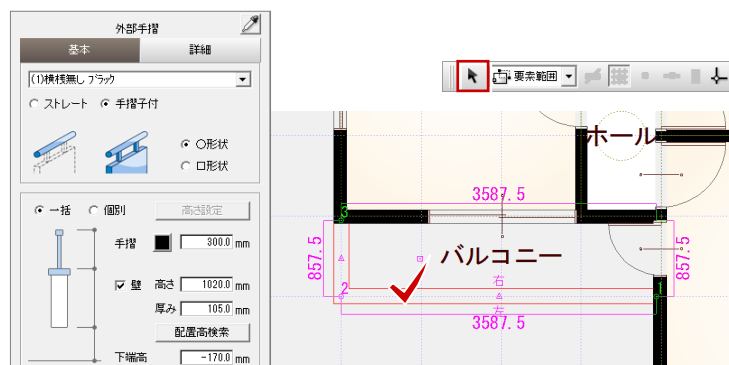 外部手摺
基本 詳細
(1)横桟無し ブラック
ストレート 手摺子付
○形状
□形状
一括 個別 高さ設定
手摺 300.0 mm
壁 高さ 1020.0 mm
厚み 105.0 mm
配置高検索
下端高 -170.0 mm
要素範囲
ホール
3587.5
3
857.5
バルコニー
857.5
右
2
1
左
3587.5